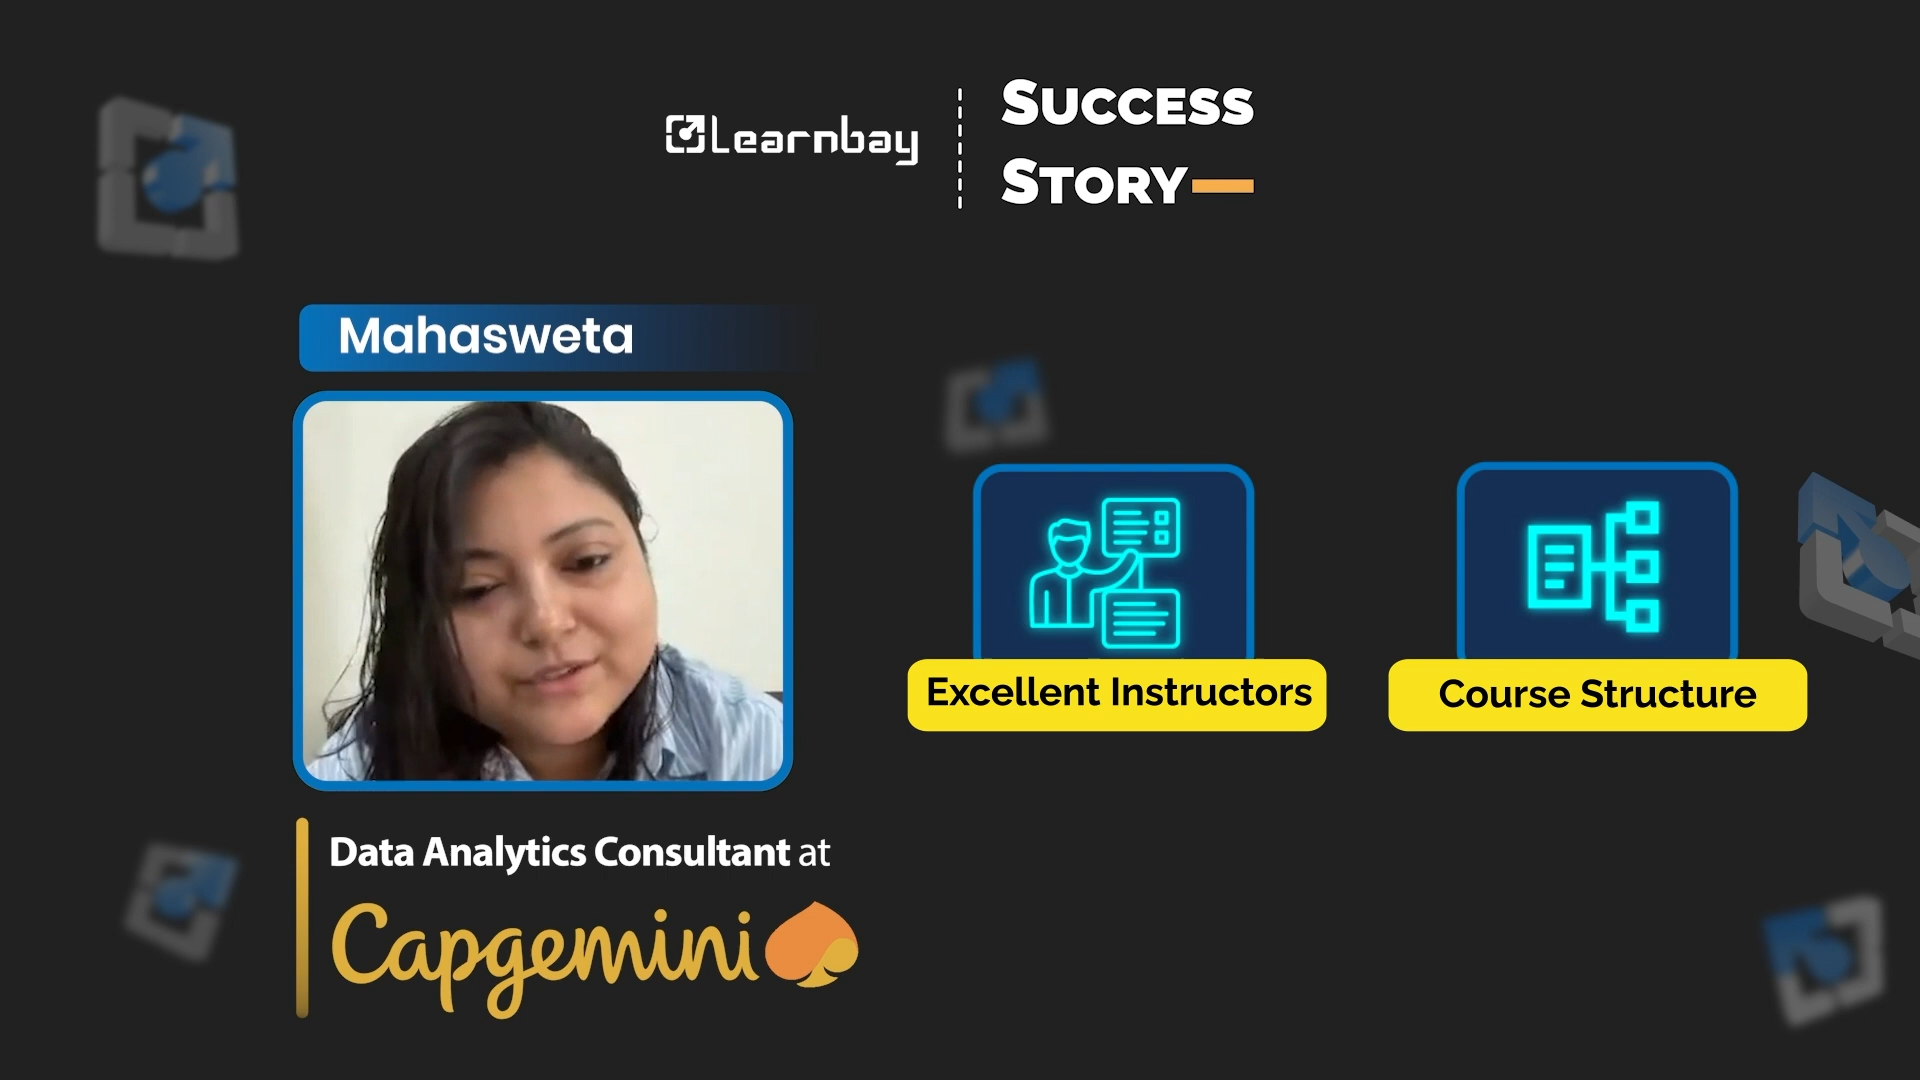 Learnbay
SUCCESS
STORY
Mahasweta
Excellent Instructors
Course Structure
Data Analytics Consultant at
Capgemini